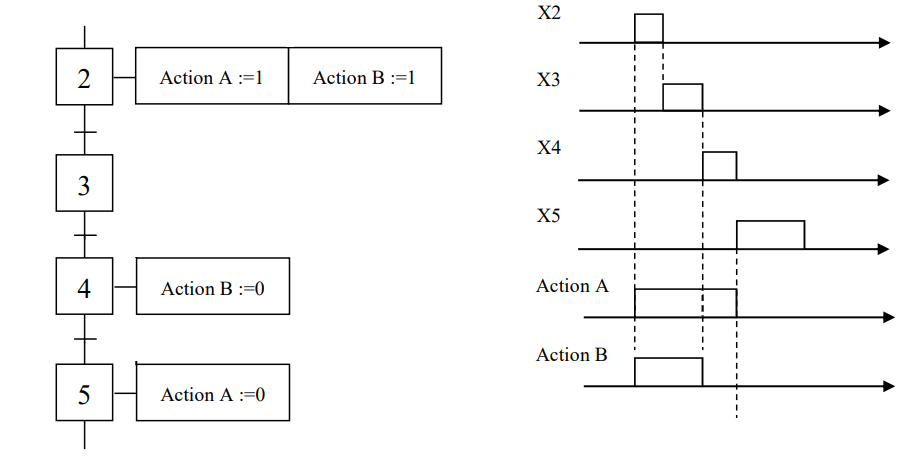 2
Action A :=1
Action B :=1
3
4
Action B :=0
5
Action A :=0
X2
X3
X4
X5
Action A
Action B